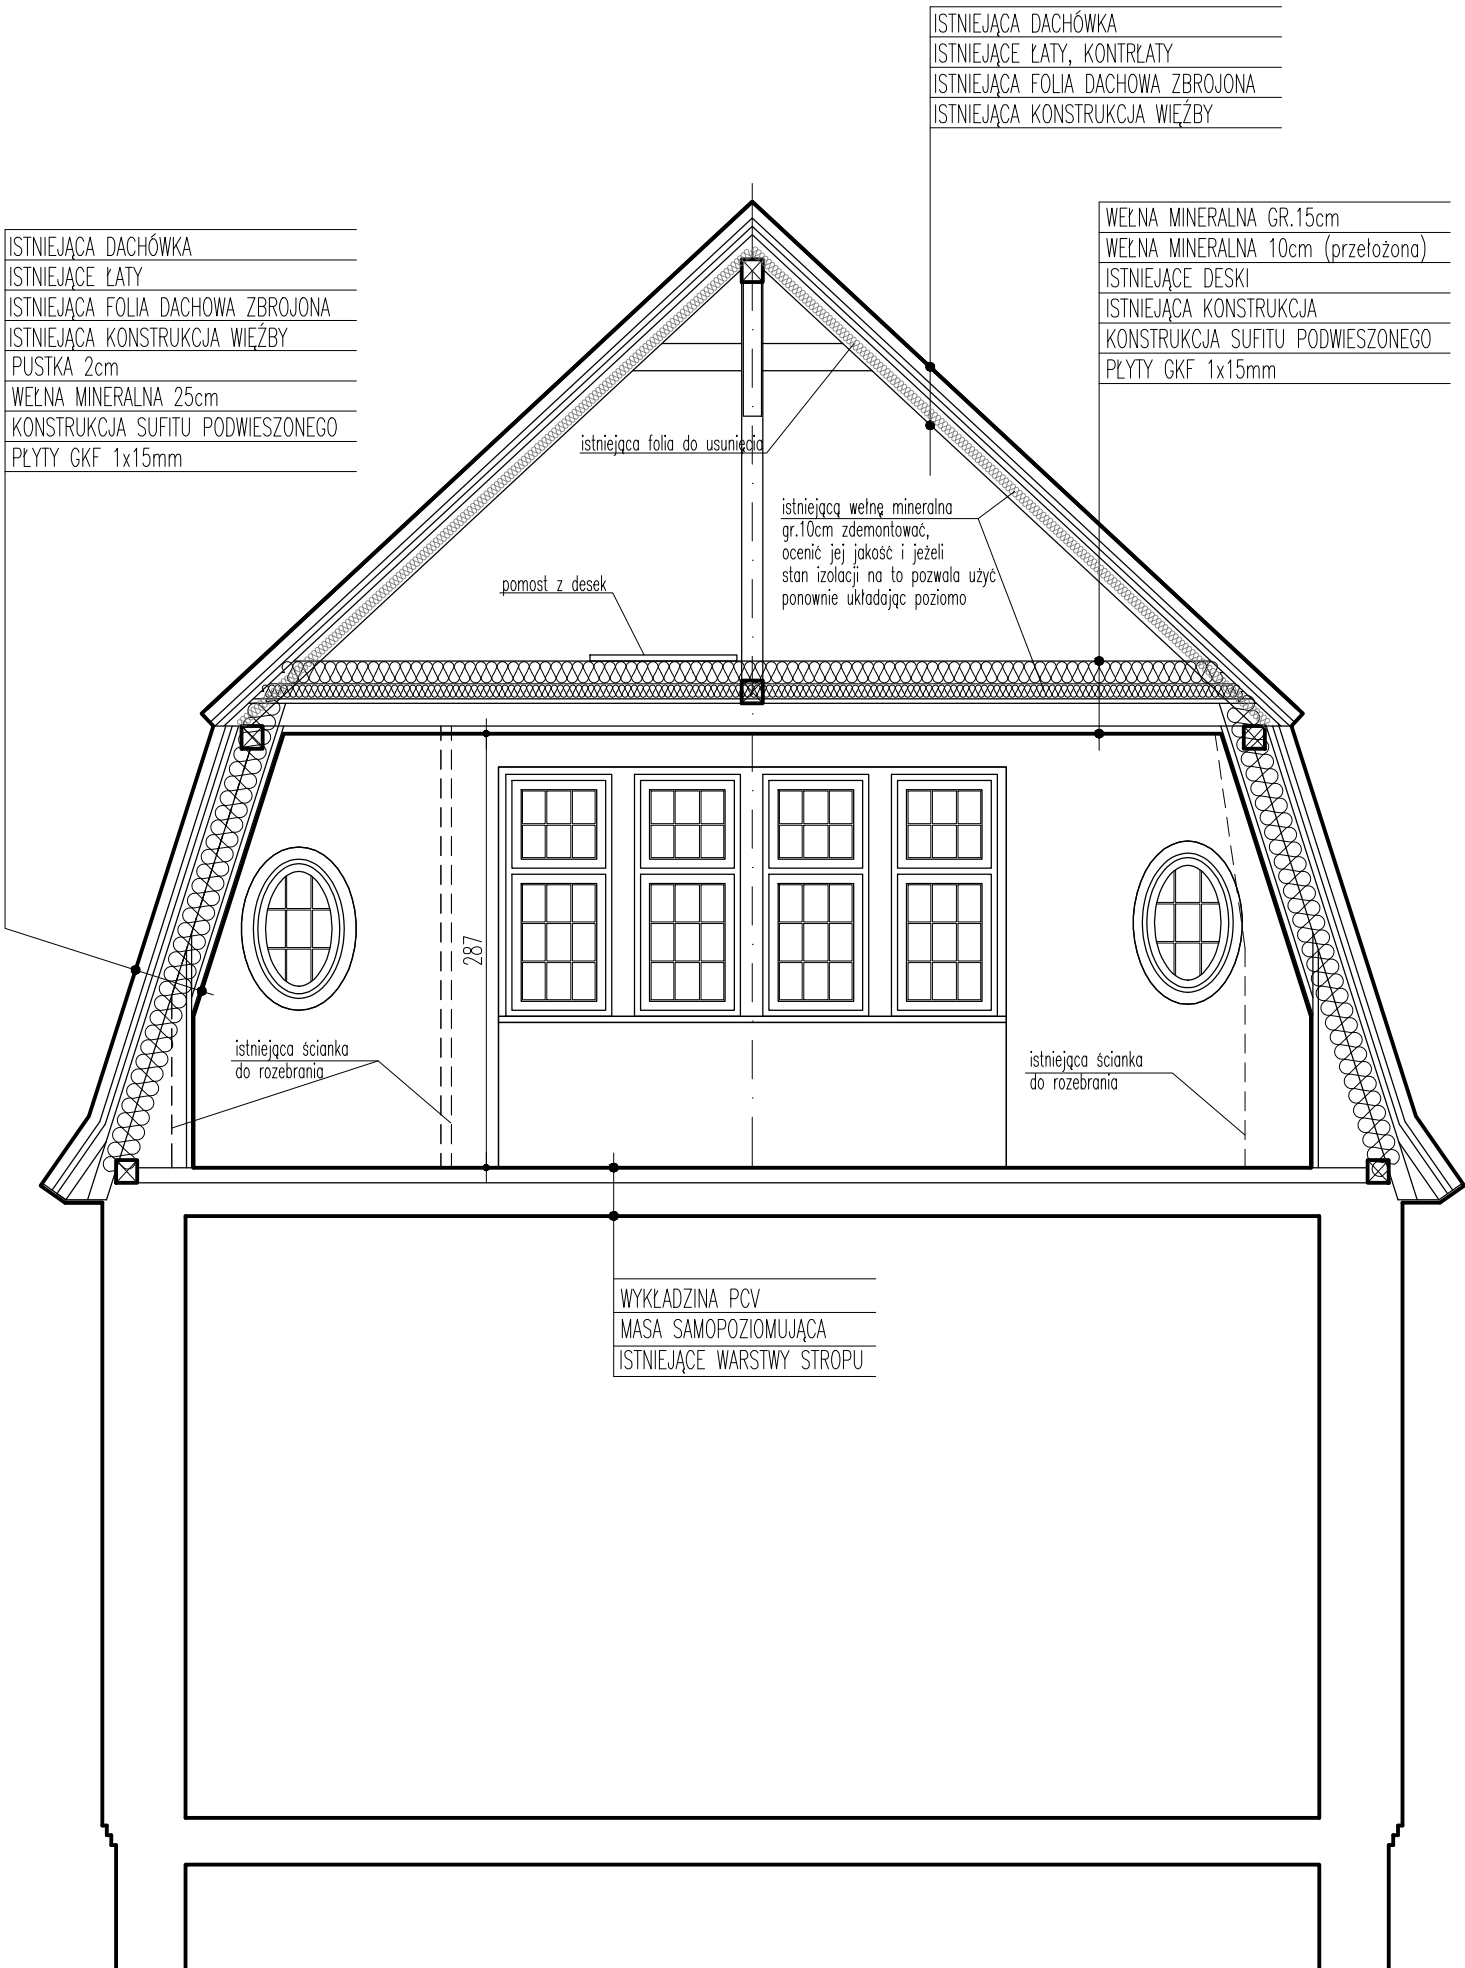 ISTNIEJĄCA DACHÓWKA
ISTNIEJĄCE ŁATY, KONTRŁATY
ISTNIEJĄCA FOLIA DACHOWA ZBROJONA
ISTNIEJĄCA KONSTRUKCJA WIĘŹBY
WEŁNA MINERALNA GR.15cm
WEŁNA MINERALNA 10cm (przełożona)
ISTNIEJĄCE DESKI
ISTNIEJĄCA KONSTRUKCJA
KONSTRUKCJA SUFITU PODWIESZONEGO
PŁYTY GKF 1x15mm
ISTNIEJĄCA DACHÓWKA
ISTNIEJĄCE ŁATY
ISTNIEJĄCA FOLIA DACHOWA ZBROJONA
ISTNIEJĄCA KONSTRUKCJA WIĘŹBY
PUSTKA 2cm
WEŁNA MINERALNA 25cm
KONSTRUKCJA SUFITU PODWIESZONEGO
PŁYTY GKF 1x15mm
istniejąca folia do usunięcia
istniejącą wełnę mineralna
gr.10cm zdemontować,
ocenić jej jakość i jeżeli
stan izolacji na to pozwala użyć
ponownie układając poziomo
pomost z desek
287
istniejąca ścianka
do rozebrania
istniejąca ścianka
do rozebrania
WYKŁADZINA PCV
MASA SAMOPOZIOMUJĄCA
ISTNIEJĄCE WARSTWY STROPU